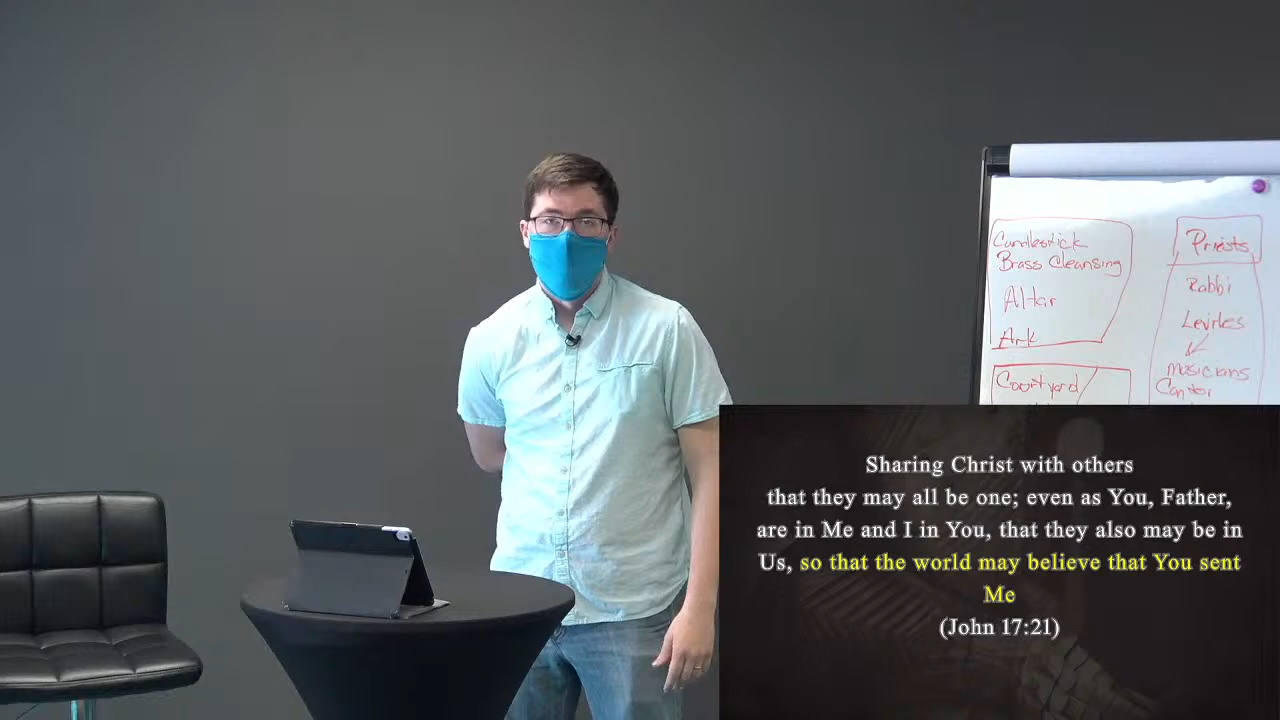 Candlestick
Brass Cleansing
Altar
Ark
Courtyard
Priests
Rabbi
Levites
Musicians
Cantor
Sharing Christ with others
that they may all be one; even as You, Father,
are in Me and I in You, that they also may be in
Us, so that the world may believe that You sent
Me
(John 17:21)